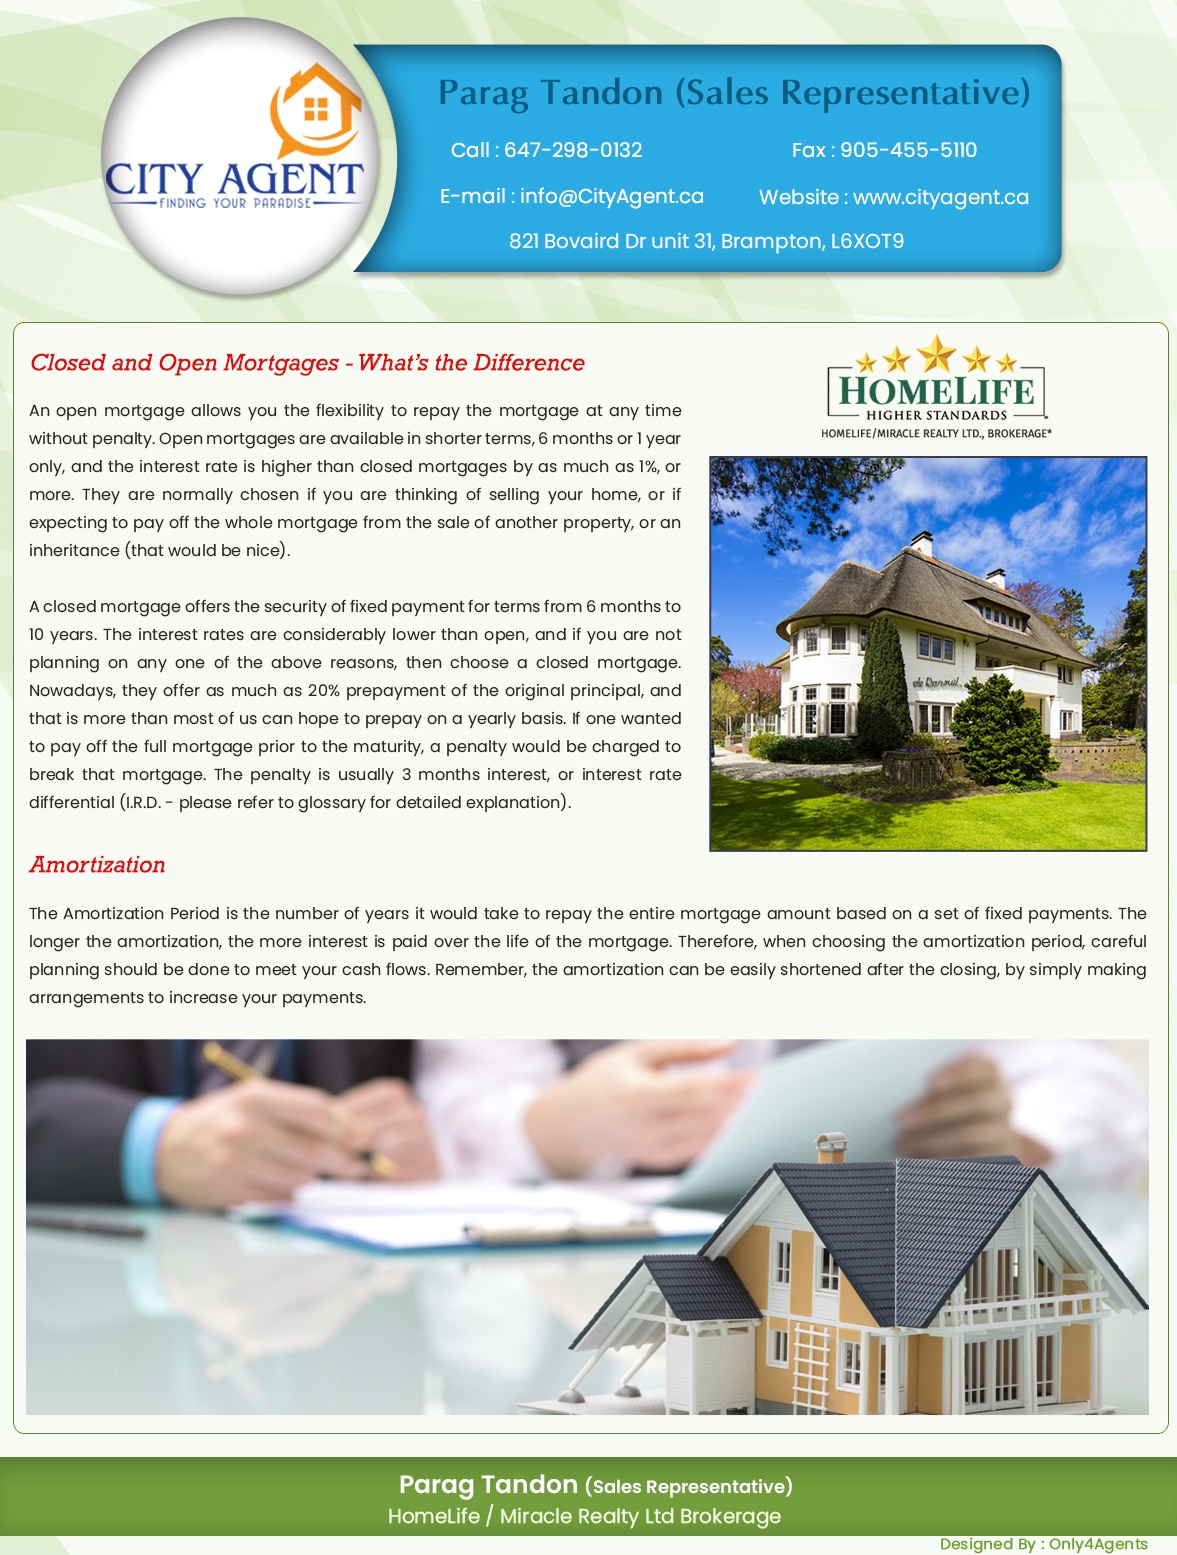 CITY AGENT
FINDING YOUR PARADISE
Parag Tandon (Sales Representative)
Call : 647-298-0132
Fax : 905-455-5110
E-mail : info@CityAgent.ca
Website : www.cityagent.ca
821 Bovaird Dr unit 31, Brampton, L6XOT9
Closed and Open Mortgages - What's the Difference
An open mortgage allows you the flexibility to repay the mortgage at any time
without penalty. Open mortgages are available in shorter terms, 6 months or 1 year
only, and the interest rate is higher than closed mortgages by as much as 1%, or
more. They are normally chosen if you are thinking of selling your home, or if
expecting to pay off the whole mortgage from the sale of another property, or an
inheritance (that would be nice).
A closed mortgage offers the security of fixed payment for terms from 6 months to
10 years. The interest rates are considerably lower than open, and if you are not
planning on any one of the above reasons, then choose a closed mortgage.
Nowadays, they offer as much as 20% prepayment of the original principal, and
that is more than most of us can hope to prepay on a yearly basis. If one wanted
to pay off the full mortgage prior to the maturity, a penalty would be charged to
break that mortgage. The penalty is usually 3 months interest, or interest rate
differential (I.R.D. - please refer to glossary for detailed explanation).
HOMELIFE
HIGHER STANDARDS
HOMELIFE/MIRACLE REALTY LTD., BROKERAGE*
Amortization
The Amortization Period is the number of years it would take to repay the entire mortgage amount based on a set of fixed payments. The
longer the amortization, the more interest is paid over the life of the mortgage. Therefore, when choosing the amortization period, careful
planning should be done to meet your cash flows. Remember, the amortization can be easily shortened after the closing, by simply making
arrangements to increase your payments.
Parag Tandon (Sales Representative)
HomeLife / Miracle Realty Ltd Brokerage
Designed By : Only4Agents